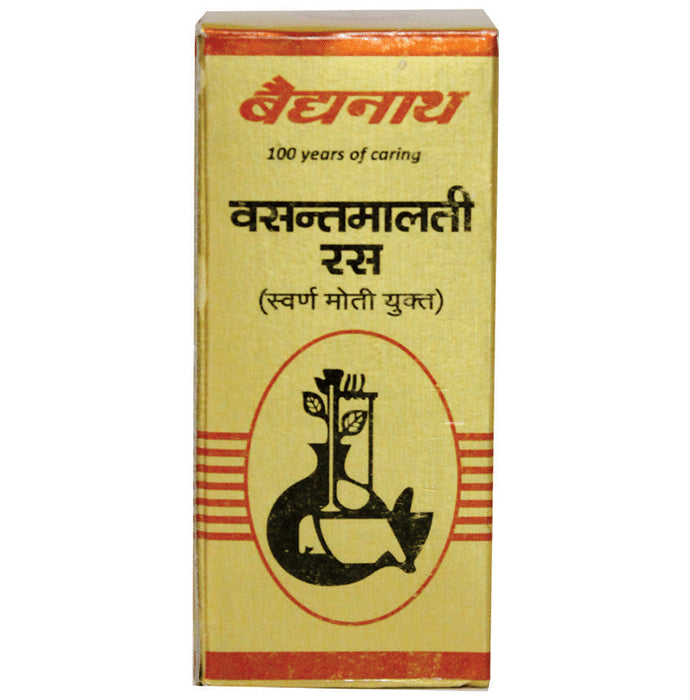 बैद्यनाथ
100 years of caring
वसन्तमालती
रस
(स्वर्ण मोती युक्त)